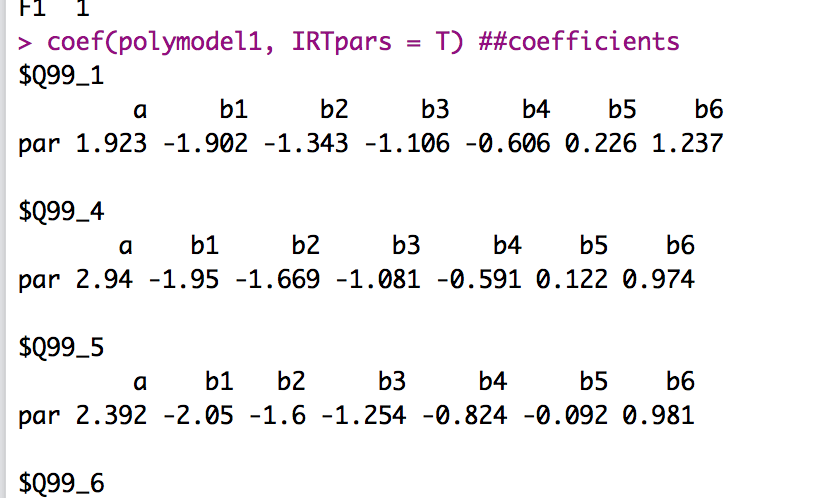 F1 1
> coef(polymodel1, IRTpars = T) ##coefficients
$Q99_1
a b1 b2 b3 b4 b5 b6
par 1.923 -1.902 -1.343 -1.106 -0.606 0.226 1.237
$Q99_4
a b1 b2 b3 b4 b5 b6
par 2.94 -1.95 -1.669 -1.081 -0.591 0.122 0.974
$Q99_5
a b1 b2 b3 b4 b5 b6
par 2.392 -2.05 -1.6 -1.254 -0.824 -0.092 0.981
$Q99_6